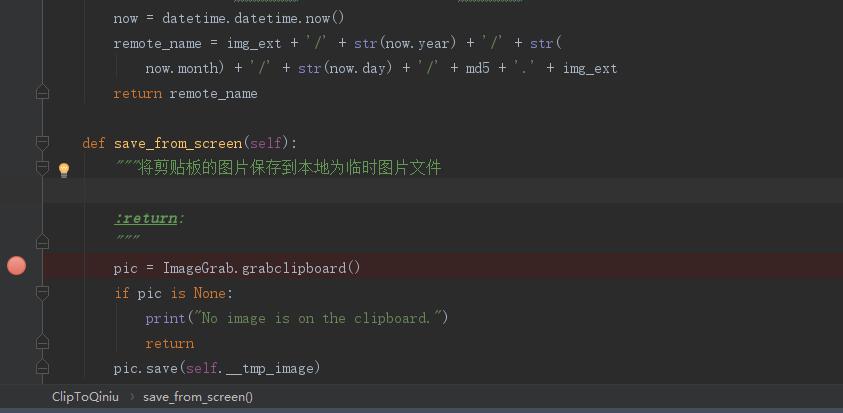 now = datetime.datetime.now()
remote_name = img_ext + '/' + str(now.year) + '/' + str(
now.month) + '/' + str(now.day) + '/' + md5 + '.' + img_ext
return remote_name
def save_from_screen(self):
"""将剪贴板的图片保存到本地为临时图片文件
:return:
"""
pic = ImageGrab.grabclipboard()
if pic is None:
print("No image is on the clipboard.")
return
pic.save(self.__tmp_image)
ClipToQiniu › save_from_screen()